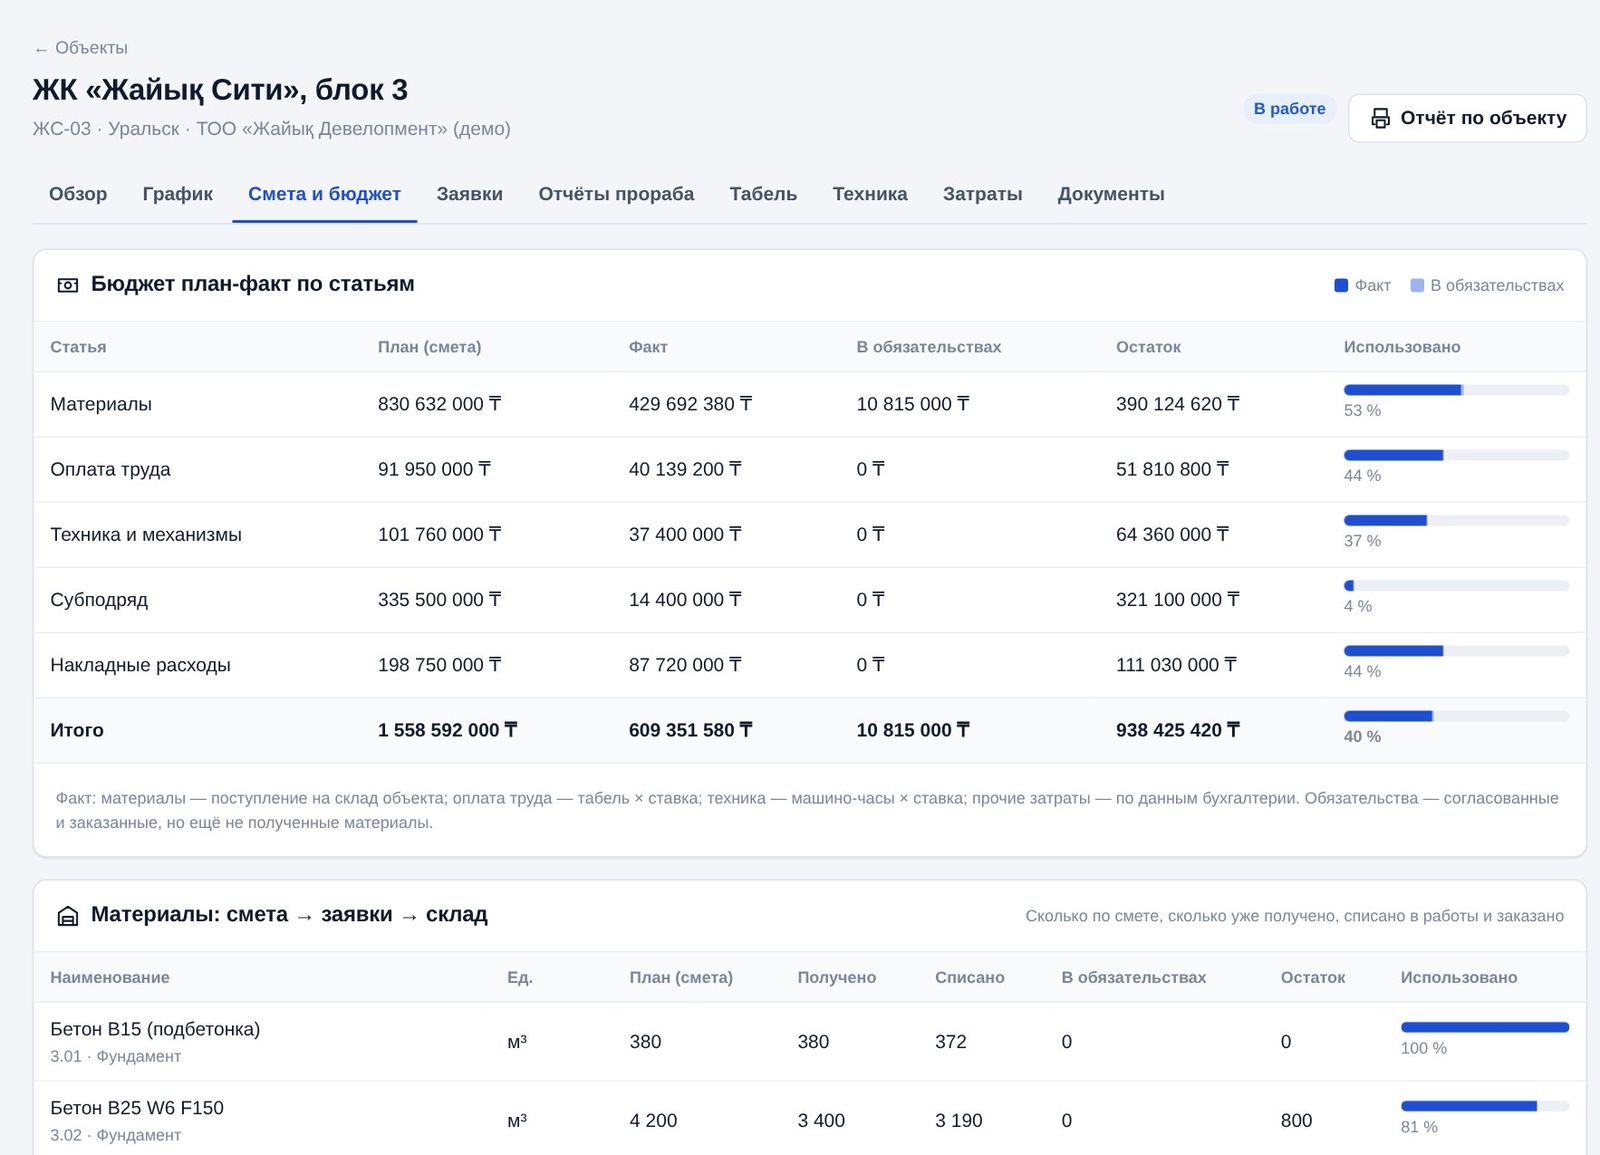 ← Объекты
ЖК «Жайық Сити», блок 3
ЖС-03 · Уральск · ТОО «Жайық Девелопмент» (демо)
В работе
Отчёт по объекту
Обзор График Смета и бюджет Заявки Отчёты прораба Табель Техника Затраты Документы
Бюджет план-факт по статьям
Факт В обязательствах
Статья План (смета) Факт В обязательствах Остаток Использовано
Материалы 830 632 000 ₸ 429 692 380 ₸ 10 815 000 ₸ 390 124 620 ₸ 53 %
Оплата труда 91 950 000 ₸ 40 139 200 ₸ 0 ₸ 51 810 800 ₸ 44 %
Техника и механизмы 101 760 000 ₸ 37 400 000 ₸ 0 ₸ 64 360 000 ₸ 37 %
Субподряд 335 500 000 ₸ 14 400 000 ₸ 0 ₸ 321 100 000 ₸ 4 %
Накладные расходы 198 750 000 ₸ 87 720 000 ₸ 0 ₸ 111 030 000 ₸ 44 %
Итого 1 558 592 000 ₸ 609 351 580 ₸ 10 815 000 ₸ 938 425 420 ₸ 40 %
Факт: материалы — поступление на склад объекта; оплата труда — табель × ставка; техника — машино-часы × ставка; прочие затраты — по данным бухгалтерии. Обязательства — согласованные
и заказанные, но ещё не полученные материалы.
Материалы: смета → заявки → склад
Сколько по смете, сколько уже получено, списано в работы и заказано
Наименование Ед. План (смета) Получено Списано В обязательствах Остаток Использовано
Бетон В15 (подбетонка)
3.01 · Фундамент
м³ 380 380 372 0 0 100 %
Бетон В25 W6 F150
3.02 · Фундамент
м³ 4 200 3 400 3 190 0 800 81 %